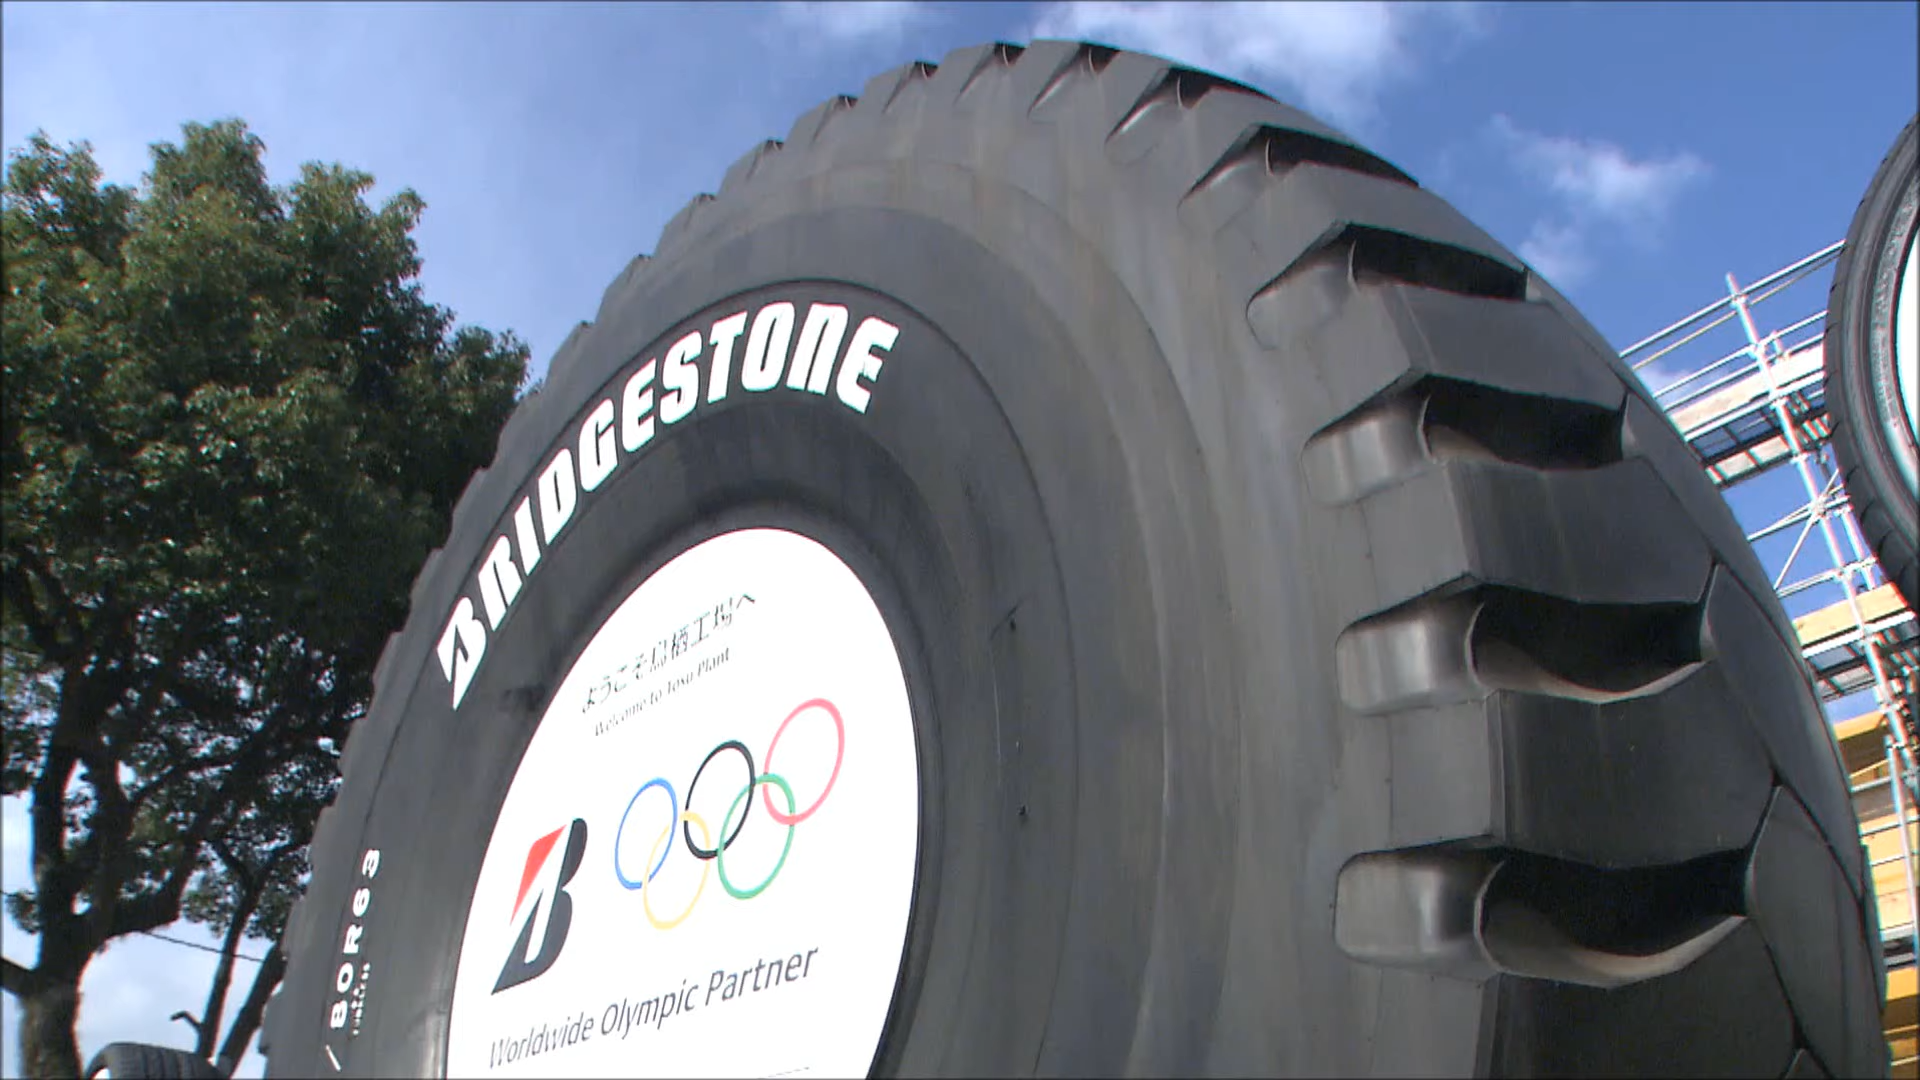 BRIDGESTONE
ようこそ鳥栖工場へ
Welcome to Tosu Plant
B
Worldwide Olympic Partner
/80R63